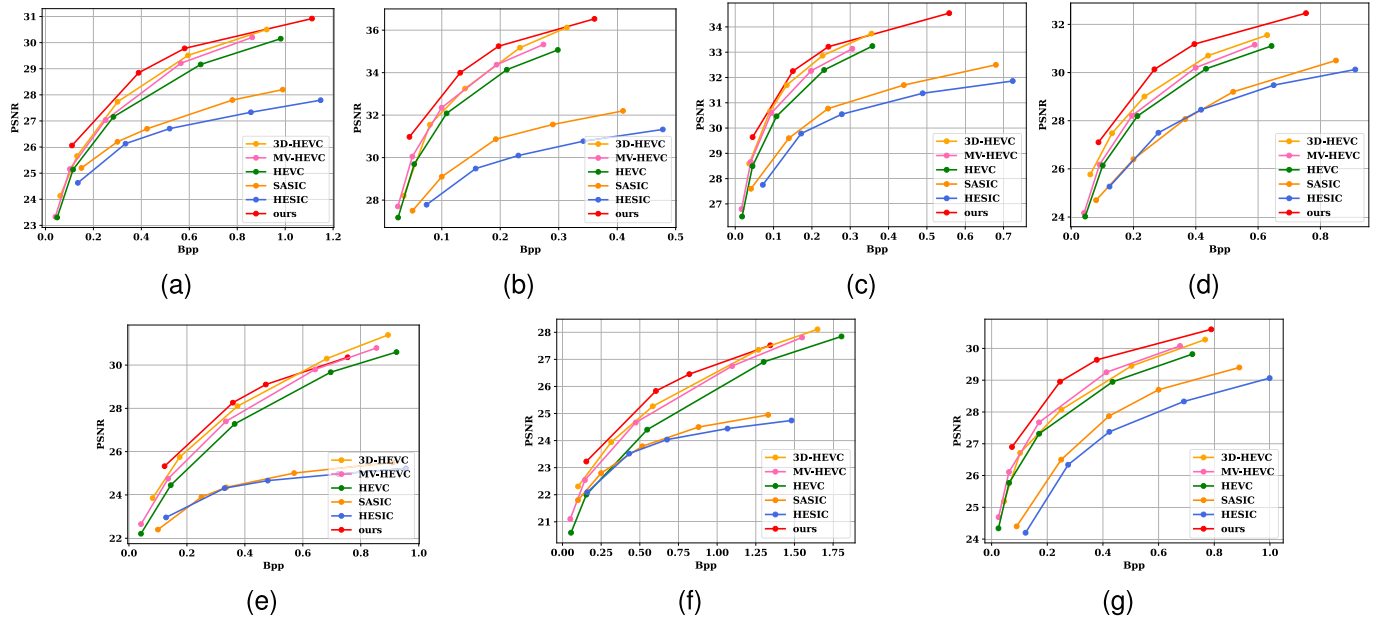 PSNR
31
30
29
28
27
26
25
24
23
0.0 0.2 0.4 0.6 0.8 1.0 1.2
Bpp
3D-HEVC
MV-HEVC
HEVC
SASIC
HESIC
ours
(a)
PSNR
36
34
32
30
28
0.1 0.2 0.3 0.4 0.5
Bpp
3D-HEVC
MV-HEVC
HEVC
SASIC
HESIC
ours
(b)
PSNR
34
33
32
31
30
29
28
27
0.0 0.1 0.2 0.3 0.4 0.5 0.6 0.7
Bpp
3D-HEVC
MV-HEVC
HEVC
SASIC
HESIC
ours
(c)
PSNR
32
30
28
26
24
0.0 0.2 0.4 0.6 0.8
Bpp
3D-HEVC
MV-HEVC
HEVC
SASIC
HESIC
ours
(d)
PSNR
30
28
26
24
22
0.0 0.2 0.4 0.6 0.8 1.0
Bpp
3D-HEVC
MV-HEVC
HEVC
SASIC
HESIC
ours
(e)
PSNR
28
27
26
25
24
23
22
21
0.00 0.25 0.50 0.75 1.00 1.25 1.50 1.75
Bpp
3D-HEVC
MV-HEVC
HEVC
SASIC
HESIC
ours
(f)
PSNR
30
29
28
27
26
25
24
0.0 0.2 0.4 0.6 0.8 1.0
Bpp
3D-HEVC
MV-HEVC
HEVC
SASIC
HESIC
ours
(g)